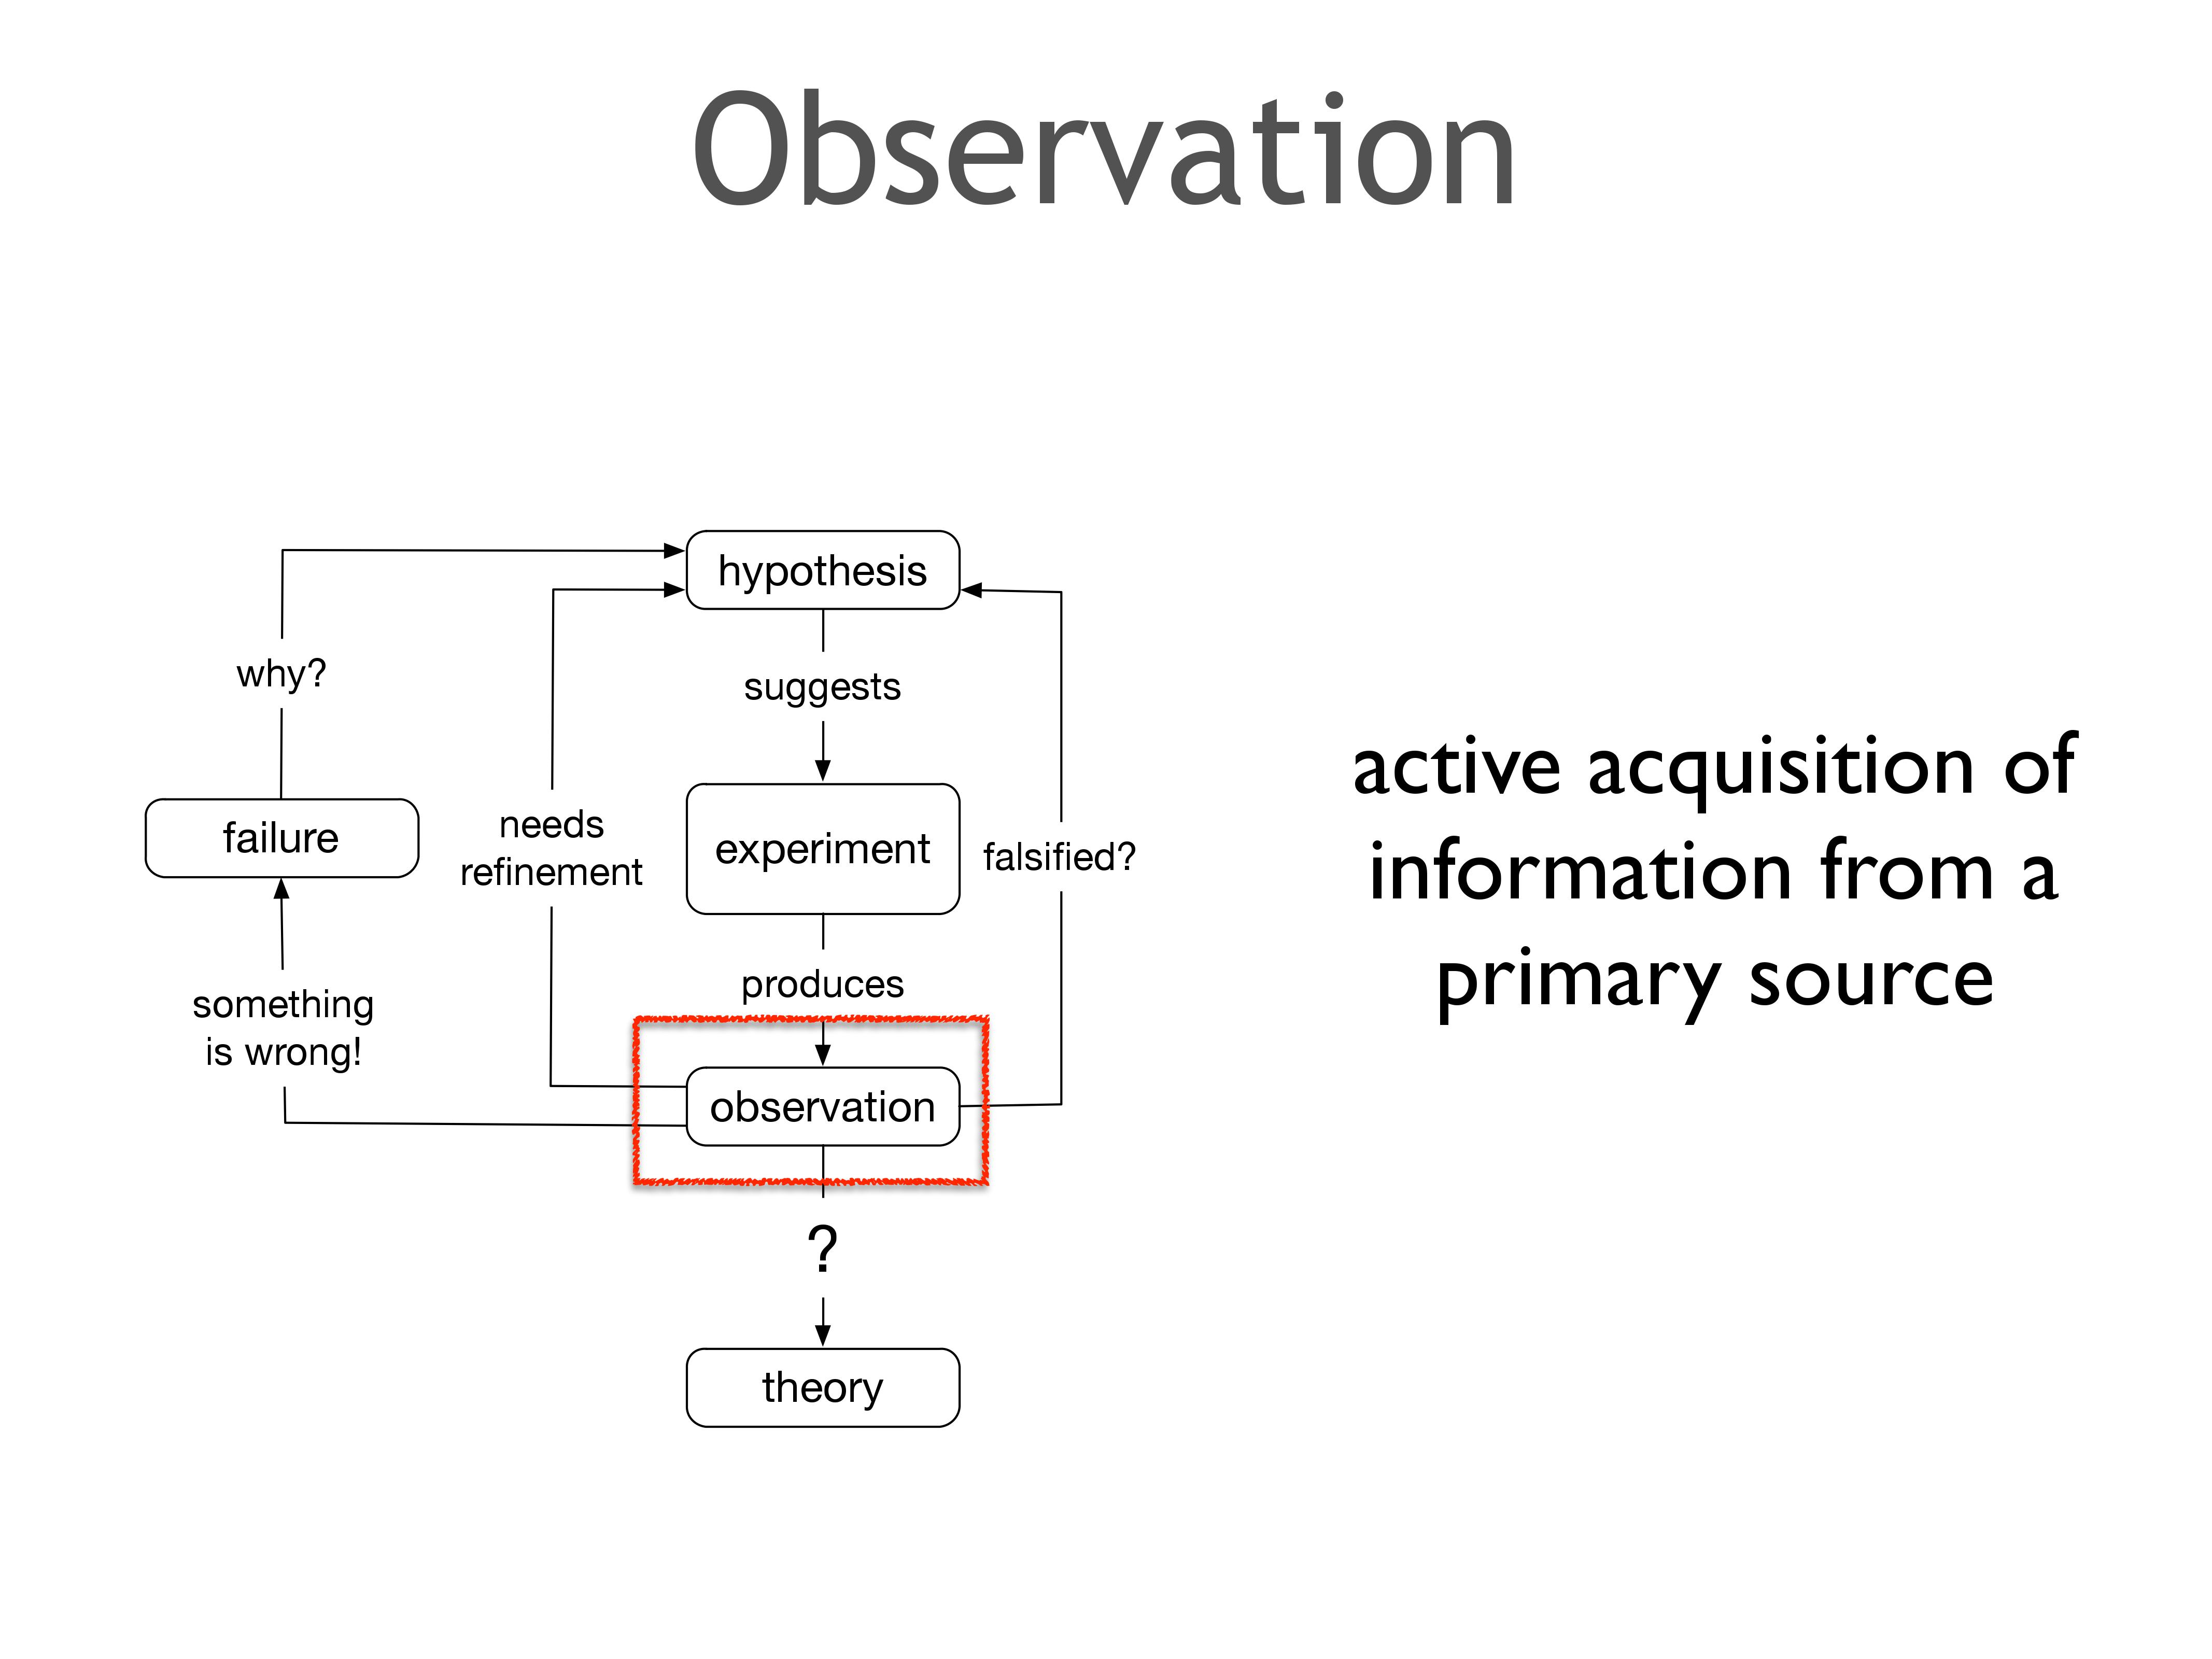 Observation
hypothesis
why?
suggests
failure
needs
refinement
experiment
falsified?
something
is wrong!
produces
observation
?
theory
active acquisition of
information from a
primary source